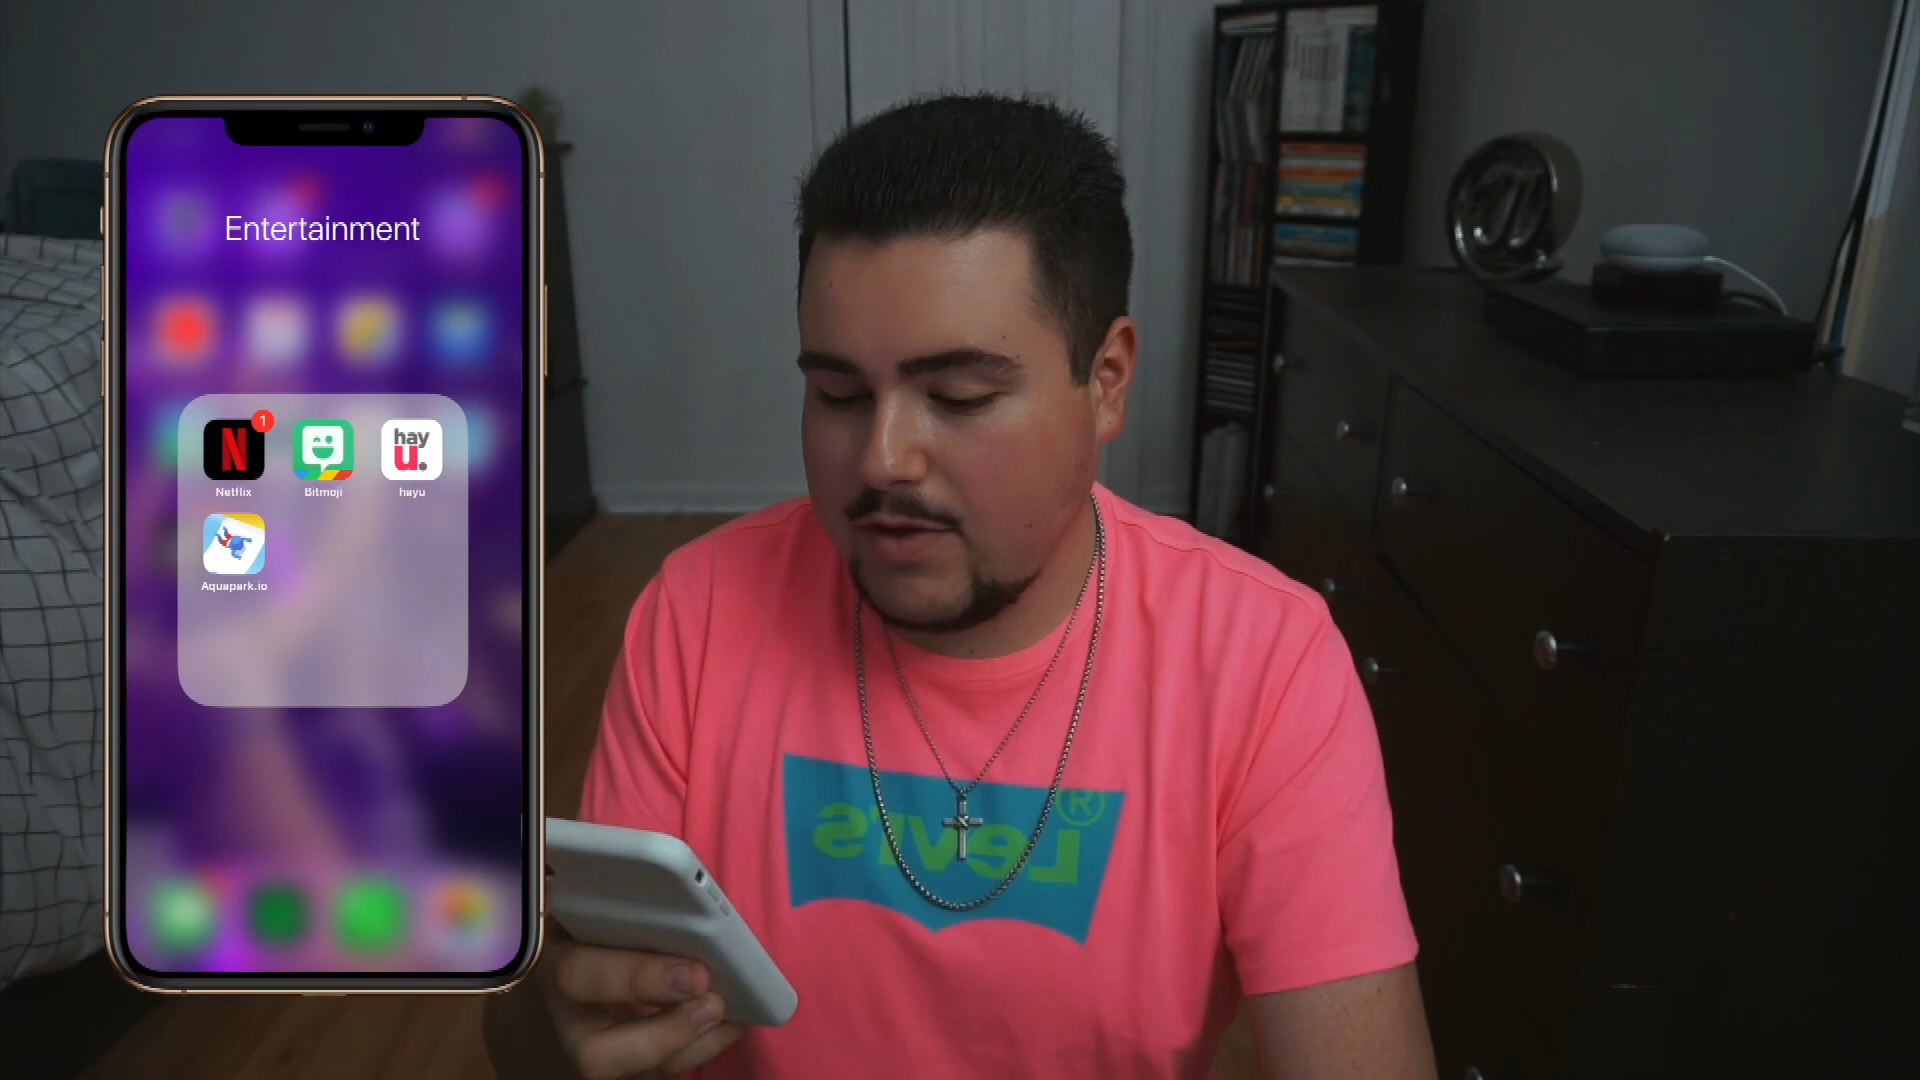 Entertainment
1
N
hay
u.
Netflix
Bitmoji
hayu
Aquapark.io
Levi's®